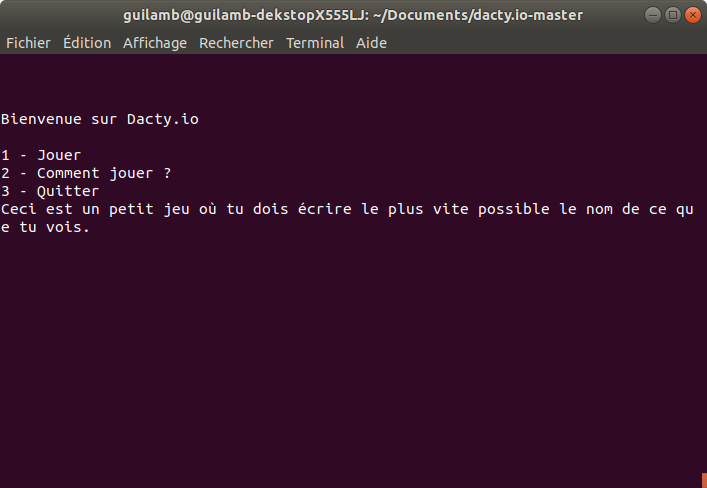 guilamb@guilamb-dekstopX555LJ: ~/Documents/dacty.io-master
Fichier Édition Affichage Rechercher Terminal Aide
Bienvenue sur Dacty.io
1 - Jouer
2 - Comment jouer ?
3 - Quitter
Ceci est un petit jeu où tu dois écrire le plus vite possible le nom de ce qu
e tu vois.